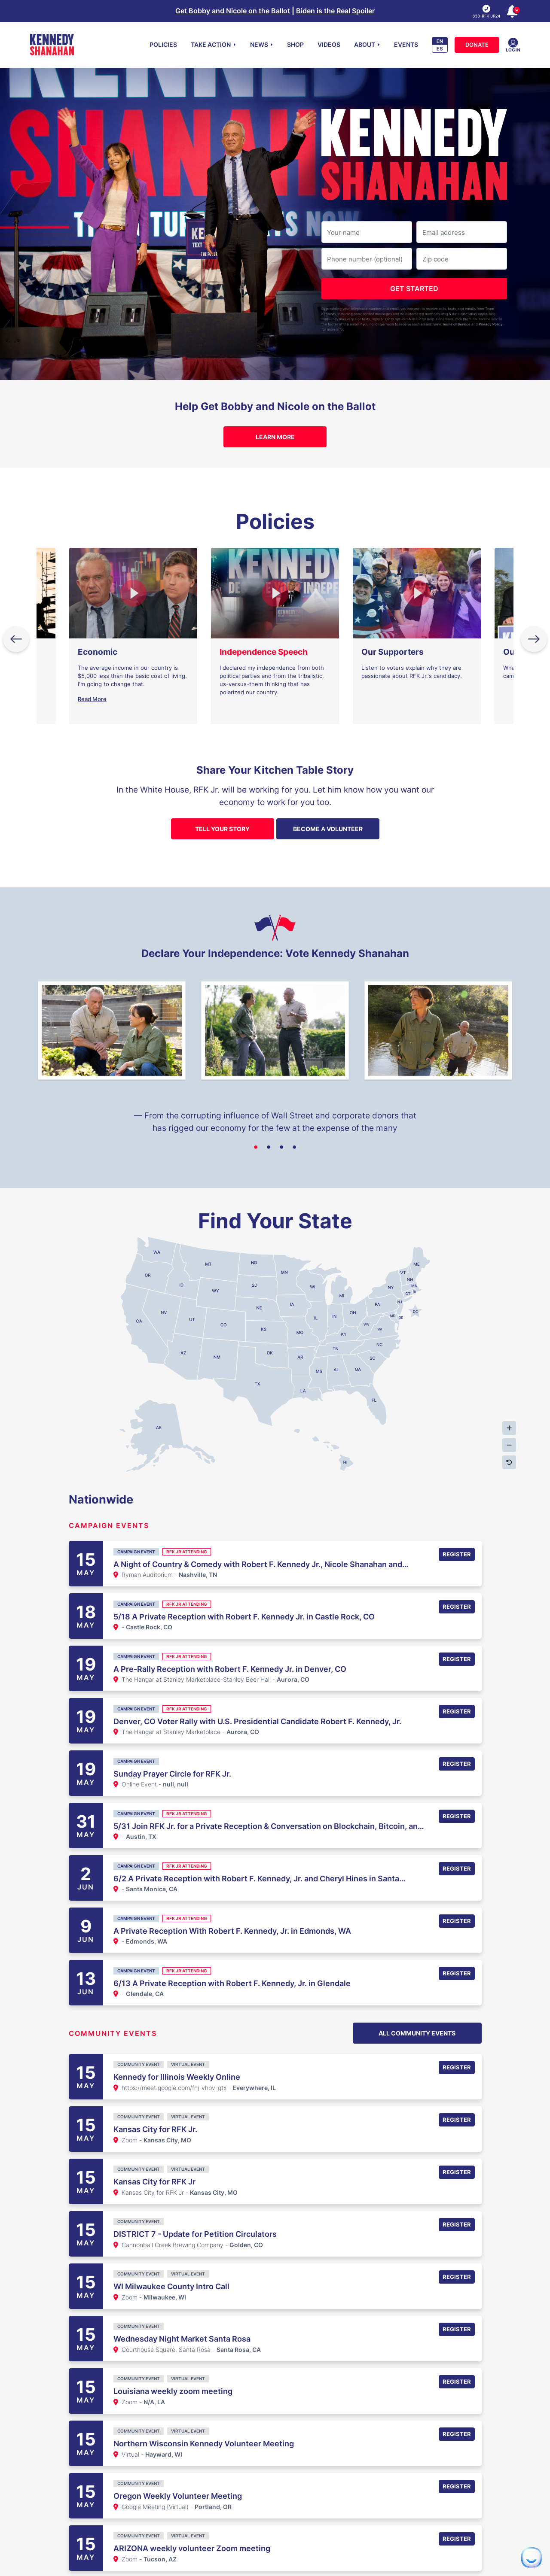 Get Bobby and Nicole on the Ballot | Biden is the Real Spoiler
833-RFK-JR24
KENNEDY
SHANAHAN
POLICIES
TAKE ACTION
NEWS
SHOP
VIDEOS
ABOUT
EVENTS
EN
ES
DONATE
LOGIN
KENNEDY
SHANAHAN
Your name
Email address
Phone number (optional)
Zip code
GET STARTED
Help Get Bobby and Nicole on the Ballot
LEARN MORE
Policies
Economic
The average income in our country is
$5,000 less than the basic cost of living.
I'm going to change that.
Read More
Independence Speech
I declared my independence from both
political parties and from the tribalistic,
us-versus-them thinking that has
polarized our country.
Our Supporters
Listen to voters explain why they are
passionate about RFK Jr.'s candidacy.
Share Your Kitchen Table Story
In the White House, RFK Jr. will be working for you. Let him know how you want our
economy to work for you too.
TELL YOUR STORY
BECOME A VOLUNTEER
Declare Your Independence: Vote Kennedy Shanahan
— From the corrupting influence of Wall Street and corporate donors that
has rigged our economy for the few at the expense of the many
Find Your State
WA
MT
ND
MN
ME
OR
ID
WY
SD
WI
MI
VT
NH
NY
MA
CT
NV
UT
CO
NE
IA
IL
IN
OH
PA
NJ
CA
KS
MO
KY
WV
VA
MD
DE
DC
AZ
NM
OK
AR
TN
NC
SC
TX
LA
MS
AL
GA
FL
AK
HI
Nationwide
CAMPAIGN EVENTS
15 MAY
CAMPAIGN EVENT RFK JR ATTENDING
A Night of Country & Comedy with Robert F. Kennedy Jr., Nicole Shanahan and...
Ryman Auditorium - Nashville, TN
REGISTER
18 MAY
CAMPAIGN EVENT RFK JR ATTENDING
5/18 A Private Reception with Robert F. Kennedy Jr. in Castle Rock, CO
- Castle Rock, CO
REGISTER
19 MAY
CAMPAIGN EVENT RFK JR ATTENDING
A Pre-Rally Reception with Robert F. Kennedy Jr. in Denver, CO
The Hangar at Stanley Marketplace-Stanley Beer Hall - Aurora, CO
REGISTER
19 MAY
CAMPAIGN EVENT RFK JR ATTENDING
Denver, CO Voter Rally with U.S. Presidential Candidate Robert F. Kennedy, Jr.
The Hangar at Stanley Marketplace - Aurora, CO
REGISTER
19 MAY
CAMPAIGN EVENT
Sunday Prayer Circle for RFK Jr.
Online Event - null, null
REGISTER
31 MAY
CAMPAIGN EVENT RFK JR ATTENDING
5/31 Join RFK Jr. for a Private Reception & Conversation on Blockchain, Bitcoin, an...
- Austin, TX
REGISTER
2 JUN
CAMPAIGN EVENT RFK JR ATTENDING
6/2 A Private Reception with Robert F. Kennedy, Jr. and Cheryl Hines in Santa...
- Santa Monica, CA
REGISTER
9 JUN
CAMPAIGN EVENT RFK JR ATTENDING
A Private Reception With Robert F. Kennedy, Jr. in Edmonds, WA
- Edmonds, WA
REGISTER
13 JUN
CAMPAIGN EVENT RFK JR ATTENDING
6/13 A Private Reception with Robert F. Kennedy, Jr. in Glendale
- Glendale, CA
REGISTER
COMMUNITY EVENTS
ALL COMMUNITY EVENTS
15 MAY
COMMUNITY EVENT VIRTUAL EVENT
Kennedy for Illinois Weekly Online
https://meet.google.com/fnj-vhpv-gtx - Everywhere, IL
REGISTER
15 MAY
COMMUNITY EVENT VIRTUAL EVENT
Kansas City for RFK Jr.
Zoom - Kansas City, MO
REGISTER
15 MAY
COMMUNITY EVENT VIRTUAL EVENT
Kansas City for RFK Jr
Kansas City for RFK Jr - Kansas City, MO
REGISTER
15 MAY
COMMUNITY EVENT
DISTRICT 7 - Update for Petition Circulators
Cannonball Creek Brewing Company - Golden, CO
REGISTER
15 MAY
COMMUNITY EVENT VIRTUAL EVENT
WI Milwaukee County Intro Call
Zoom - Milwaukee, WI
REGISTER
15 MAY
COMMUNITY EVENT
Wednesday Night Market Santa Rosa
Courthouse Square, Santa Rosa - Santa Rosa, CA
REGISTER
15 MAY
COMMUNITY EVENT VIRTUAL EVENT
Louisiana weekly zoom meeting
Zoom - N/A, LA
REGISTER
15 MAY
COMMUNITY EVENT VIRTUAL EVENT
Northern Wisconsin Kennedy Volunteer Meeting
Virtual - Hayward, WI
REGISTER
15 MAY
COMMUNITY EVENT
Oregon Weekly Volunteer Meeting
Google Meeting (Virtual) - Portland, OR
REGISTER
15 MAY
COMMUNITY EVENT VIRTUAL EVENT
ARIZONA weekly volunteer Zoom meeting
Zoom - Tucson, AZ
REGISTER